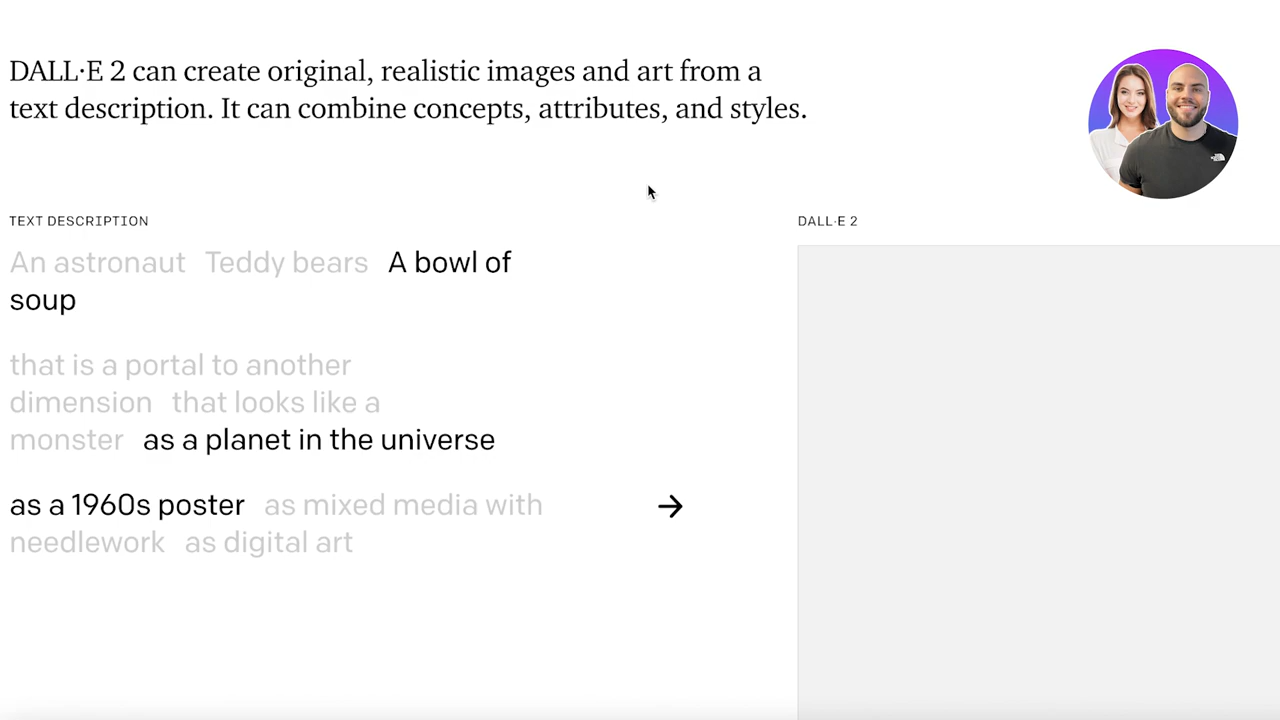 DALL·E 2 can create original, realistic images and art from a
text description. It can combine concepts, attributes, and styles.
TEXT DESCRIPTION
An astronaut Teddy bears A bowl of
soup
that is a portal to another
dimension that looks like a
monster as a planet in the universe
as a 1960s poster as mixed media with →
needlework as digital art
DALL·E 2